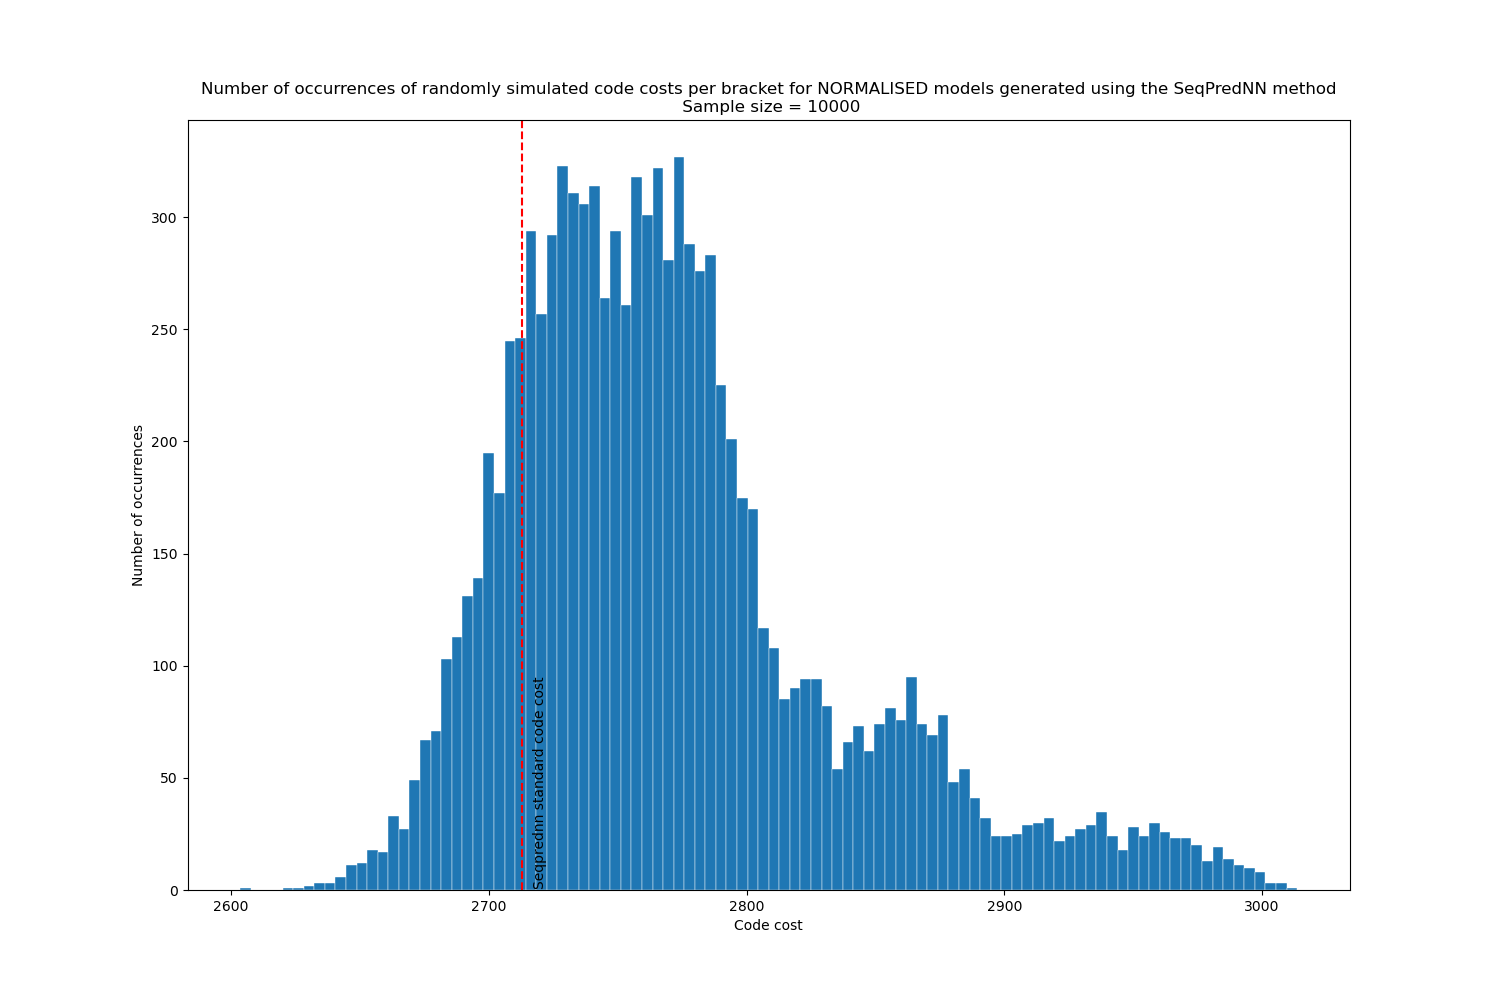 Number of occurrences of randomly simulated code costs per bracket for NORMALISED models generated using the SeqPredNN method
Sample size = 10000
Number of occurrences
300
250
200
150
100
50
0
Seqprednn standard code cost
2600
2700
2800
2900
3000
Code cost